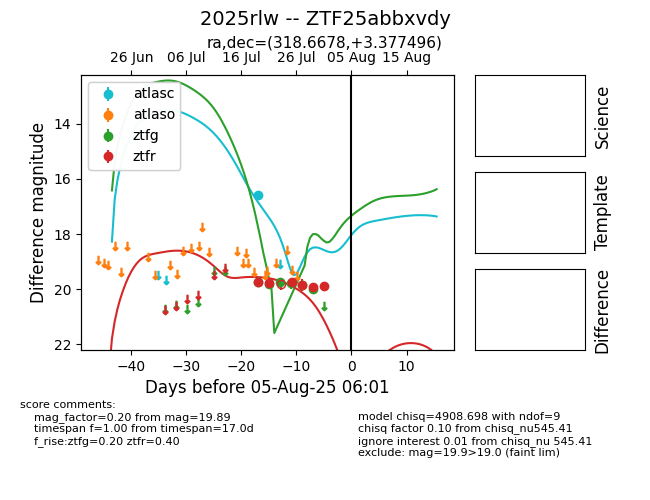 2025rlw -- ZTF25abbxvdy
ra,dec=(318.6678,+3.377496)
26 Jun 06 Jul 16 Jul 26 Jul 05 Aug 15 Aug
atlasc
atlaso
ztfg
ztfr
14
16
18
20
22
Difference magnitude
−40 −30 −20 −10 0 10
Days before 05-Aug-25 06:01
Science
Template
Difference
score comments:
mag_factor=0.20 from mag=19.89
timespan f=1.00 from timespan=17.0d
f_rise:ztfg=0.20 ztfr=0.40
model chisq=4908.698 with ndof=9
chisq factor 0.10 from chisq_nu545.41
ignore interest 0.01 from chisq_nu 545.41
exclude: mag=19.9>19.0 (faint lim)